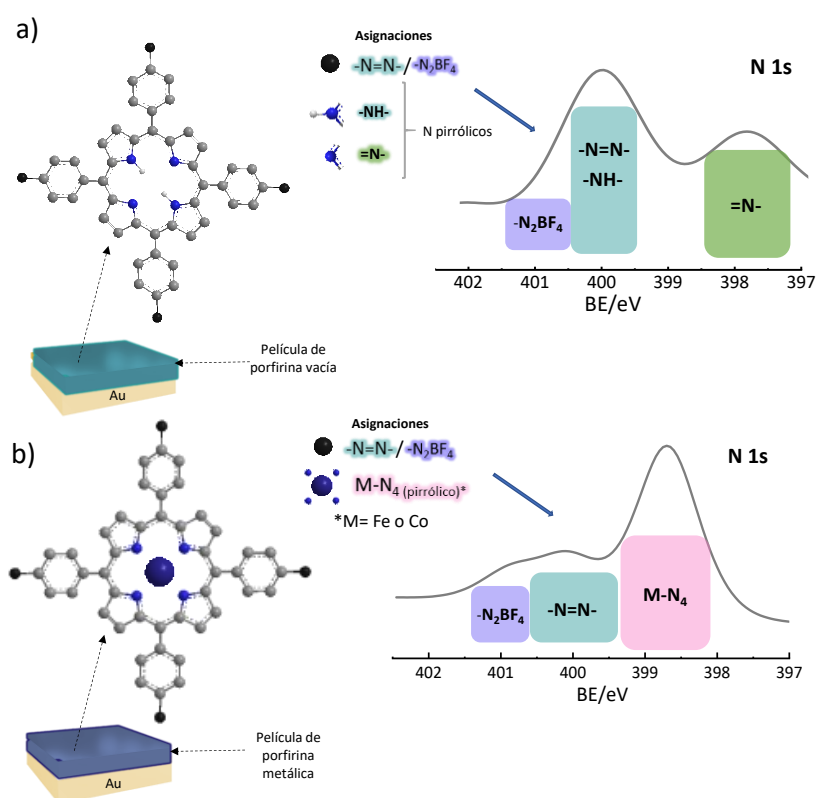 a)
Asignaciones
-N=N-/-N₂BF₄
-NH-
=N-
N pirrólicos
N 1s
-N=N-
-NH-
-N₂BF₄
=N-
402 401 400 399 398 397
BE/eV
Película de
porfirina vacía
Au
b)
Asignaciones
-N=N-/-N₂BF₄
M-N₄ (pirrólico)*
*M= Fe o Co
N 1s
-N₂BF₄
-N=N-
M-N₄
402 401 400 399 398 397
BE/eV
Película de
porfirina
metálica
Au